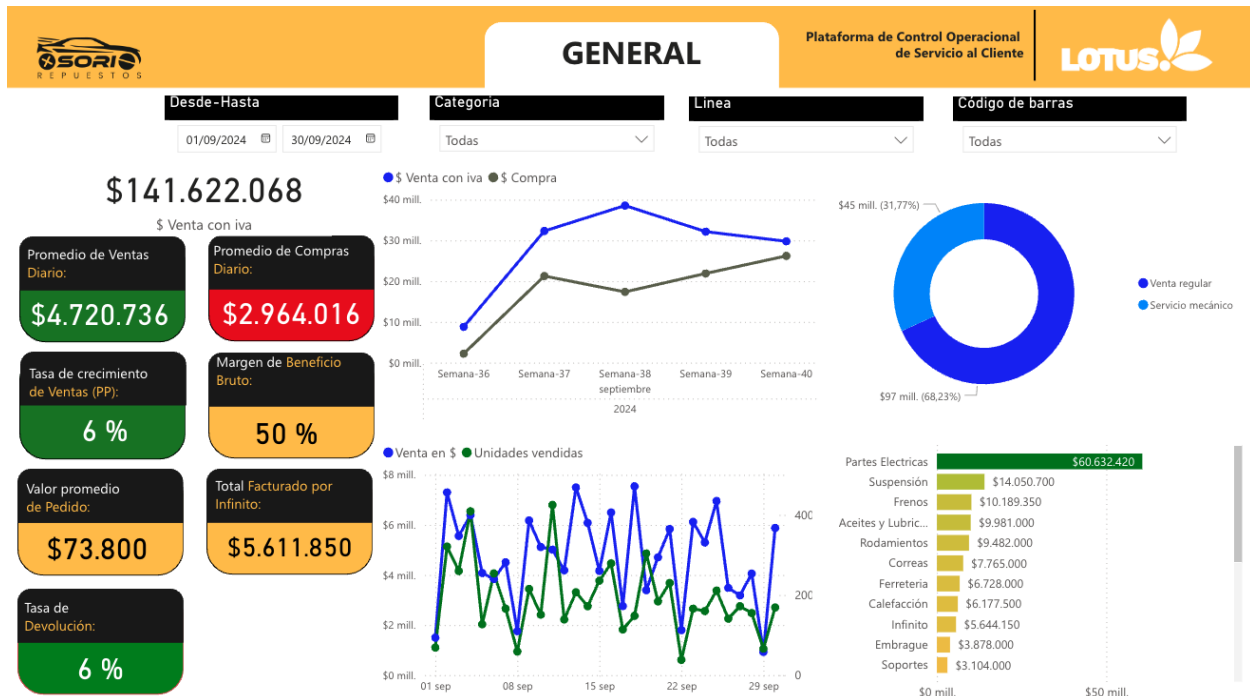 OSORIO
REPUESTOS
GENERAL
Plataforma de Control Operacional
de Servicio al Cliente
LOTUS.
Desde-Hasta
01/09/2024
30/09/2024
Categoria
Todas
Linea
Todas
Código de barras
Todas
$141.622.068
$ Venta con iva
Promedio de Ventas
Diario:
$4.720.736
Promedio de Compras
Diario:
$2.964.016
Tasa de crecimiento
de Ventas (PP):
6 %
Margen de Beneficio
Bruto:
50 %
Valor promedio
de Pedido:
$73.800
Total Facturado por
Infinito:
$5.611.850
Tasa de
Devolución:
6 %
$ Venta con iva
$ Compra
$40 mill.
$30 mill.
$20 mill.
$10 mill.
$0 mill.
Semana-36
Semana-37
Semana-38
Semana-39
Semana-40
septiembre
2024
$45 mill. (31,77%)
$97 mill. (68,23%)
Venta regular
Servicio mecánico
Venta en $
Unidades vendidas
$8 mill.
$6 mill.
$4 mill.
$2 mill.
$0 mill.
400
200
0
01 sep
08 sep
15 sep
22 sep
29 sep
Partes Electricas $60.632.420
Suspensión $14.050.700
Frenos $10.189.350
Aceites y Lubric... $9.981.000
Rodamientos $9.482.000
Correas $7.765.000
Ferreteria $6.728.000
Calefacción $6.177.500
Infinito $5.644.150
Embrague $3.878.000
Soportes $3.104.000
$0 mill.
$50 mill.